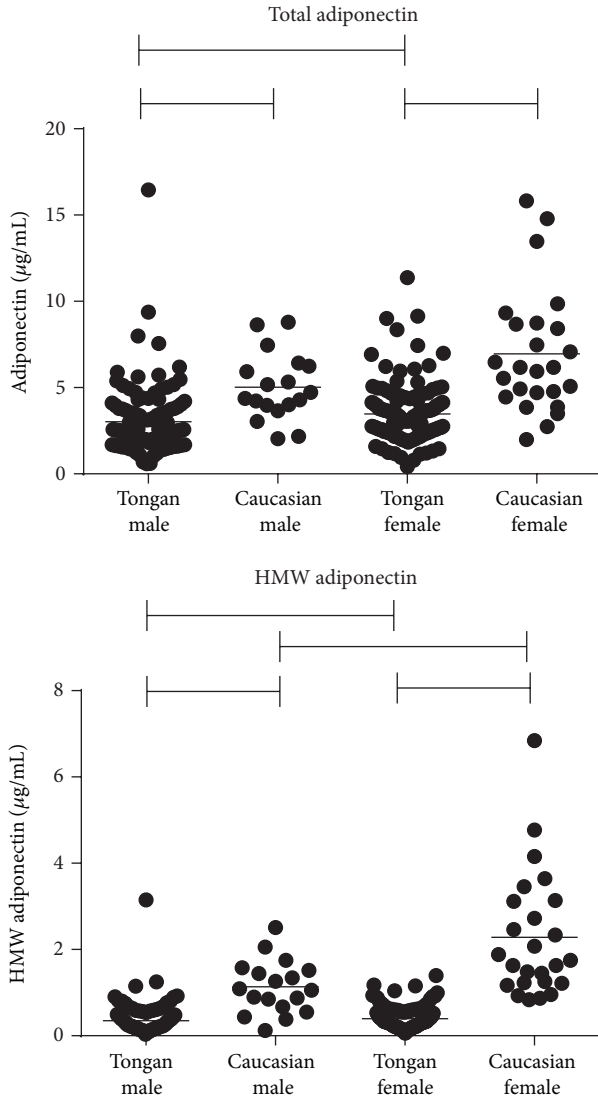 Total adiponectin
20
15
10
5
0
Adiponectin (μg/mL)
Tongan
male
Caucasian
male
Tongan
female
Caucasian
female
HMW adiponectin
8
6
4
2
0
HMW adiponectin (μg/mL)
Tongan
male
Caucasian
male
Tongan
female
Caucasian
female